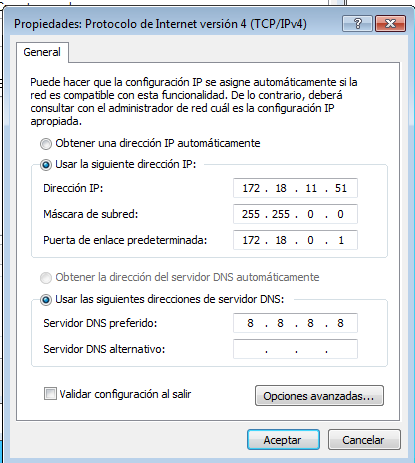 Propiedades: Protocolo de Internet versión 4 (TCP/IPv4)
General
Puede hacer que la configuración IP se asigne automáticamente si la
red es compatible con esta funcionalidad. De lo contrario, deberá
consultar con el administrador de red cuál es la configuración IP
apropiada.
Obtener una dirección IP automáticamente
Usar la siguiente dirección IP:
Dirección IP: 172 . 18 . 11 . 51
Máscara de subred: 255 . 255 . 0 . 0
Puerta de enlace predeterminada: 172 . 18 . 0 . 1
Obtener la dirección del servidor DNS automáticamente
Usar las siguientes direcciones de servidor DNS:
Servidor DNS preferido: 8 . 8 . 8 . 8
Servidor DNS alternativo: . . .
Validar configuración al salir
Opciones avanzadas...
Aceptar Cancelar